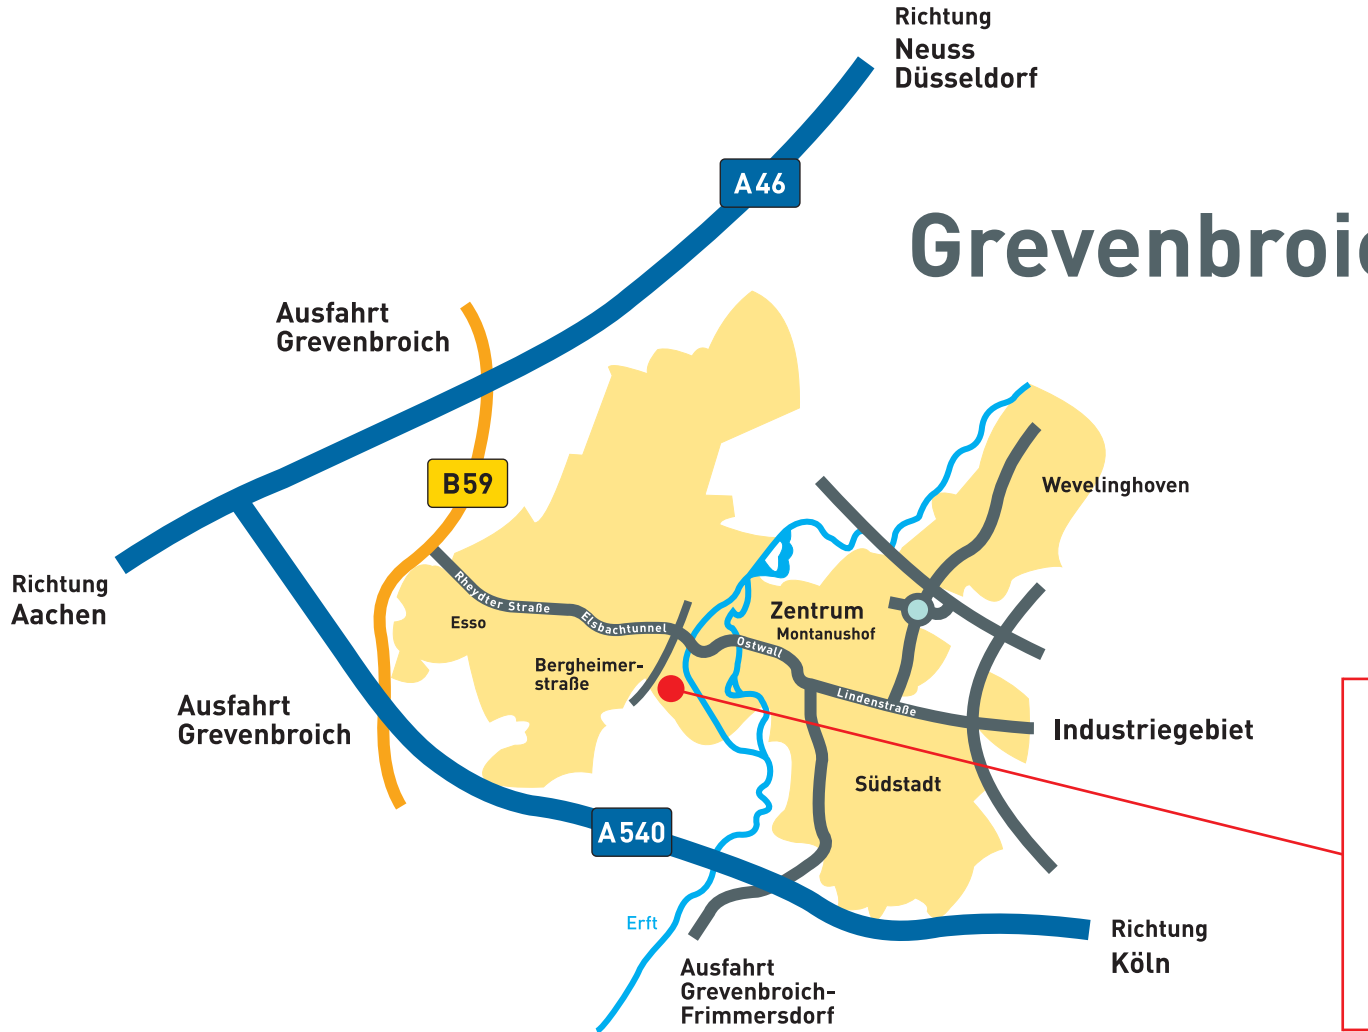 Richtung
Neuss
Düsseldorf
A46
Grevenbroic
Ausfahrt
Grevenbroich
B59
Wevelinghoven
Richtung
Aachen
Rheydter Straße
Esso
Elsbachtunnel
Zentrum
Montanushof
Ostwall
Bergheimer-
straße
Lindenstraße
Ausfahrt
Grevenbroich
Industriegebiet
Südstadt
A540
Erft
Richtung
Köln
Ausfahrt
Grevenbroich-
Frimmersdorf